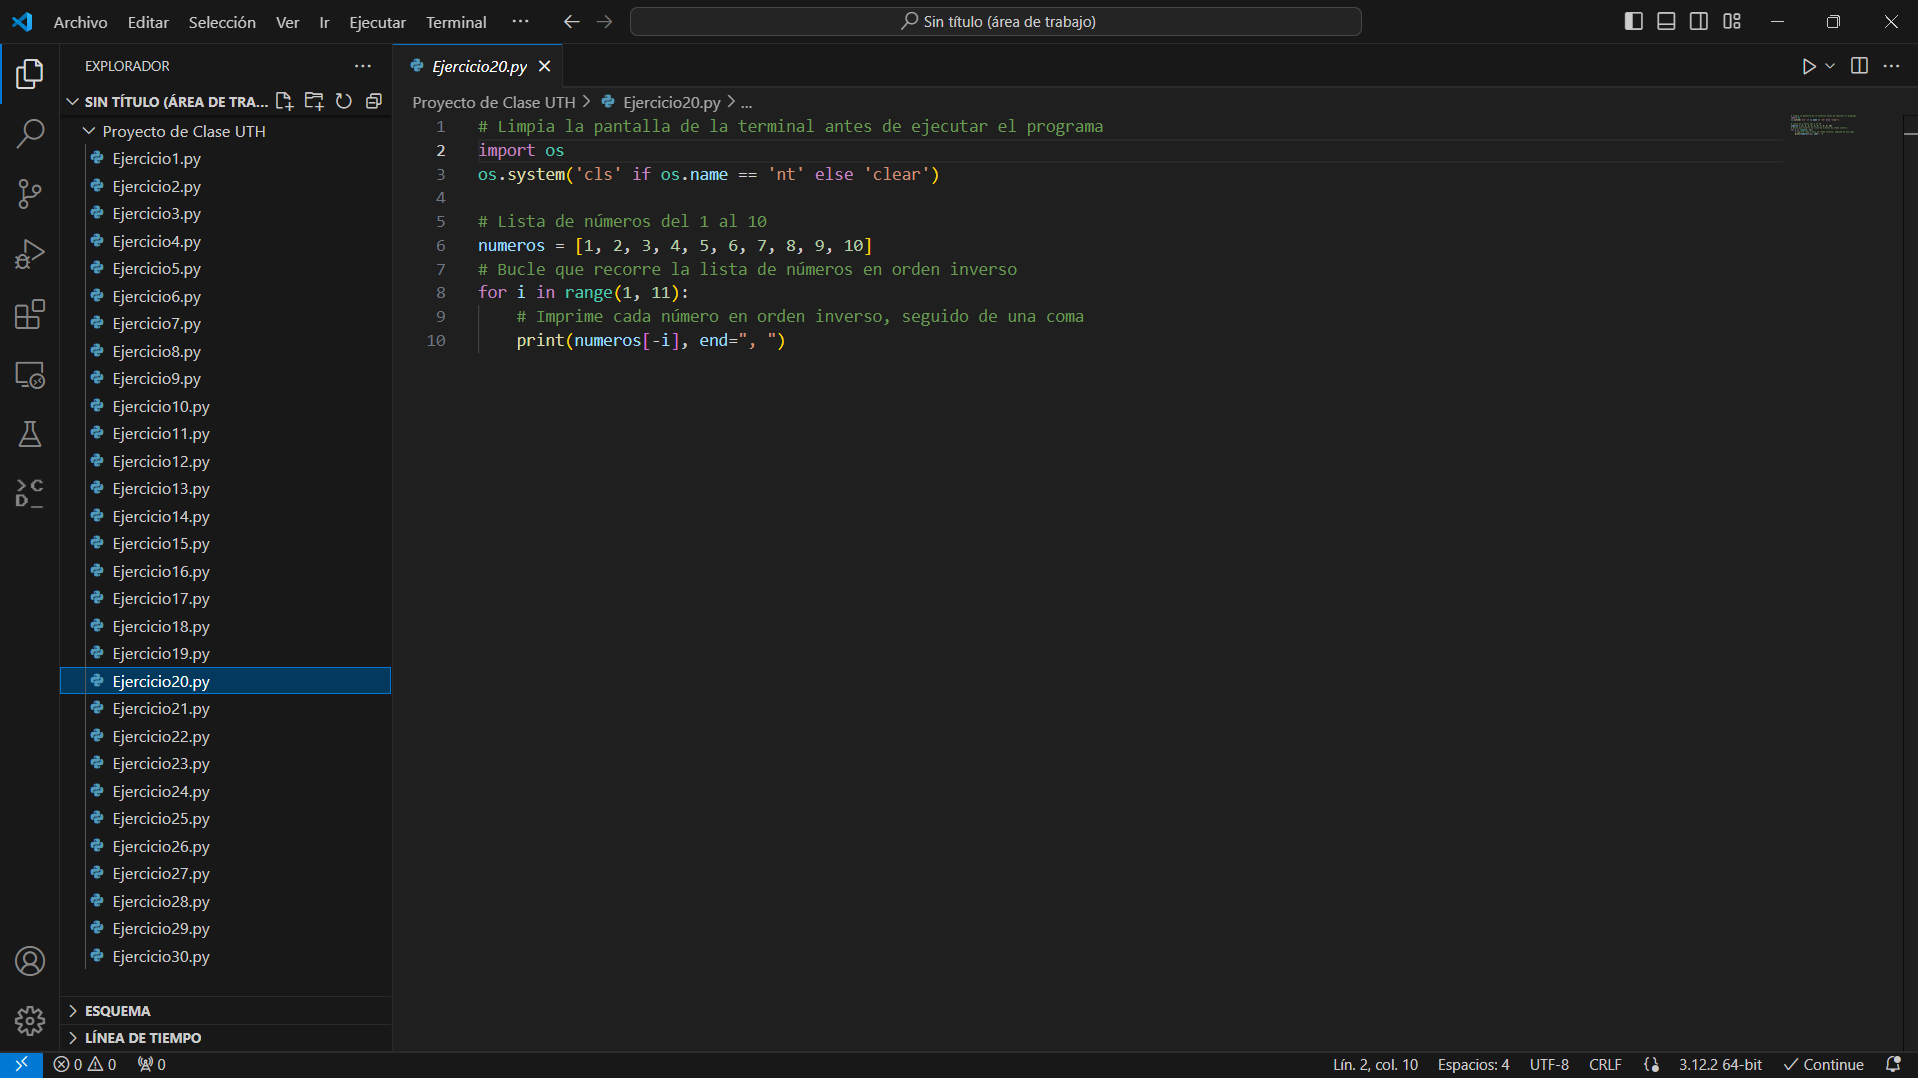 Archivo Editar Selección Ver Ir Ejecutar Terminal ··· Sin título (área de trabajo)
EXPLORADOR
SIN TÍTULO (ÁREA DE TRA...
Proyecto de Clase UTH
Ejercicio1.py
Ejercicio2.py
Ejercicio3.py
Ejercicio4.py
Ejercicio5.py
Ejercicio6.py
Ejercicio7.py
Ejercicio8.py
Ejercicio9.py
Ejercicio10.py
Ejercicio11.py
Ejercicio12.py
Ejercicio13.py
Ejercicio14.py
Ejercicio15.py
Ejercicio16.py
Ejercicio17.py
Ejercicio18.py
Ejercicio19.py
Ejercicio20.py
Ejercicio21.py
Ejercicio22.py
Ejercicio23.py
Ejercicio24.py
Ejercicio25.py
Ejercicio26.py
Ejercicio27.py
Ejercicio28.py
Ejercicio29.py
Ejercicio30.py
ESQUEMA
LÍNEA DE TIEMPO
Ejercicio20.py
Proyecto de Clase UTH > Ejercicio20.py > ...
1 # Limpia la pantalla de la terminal antes de ejecutar el programa
2 import os
3 os.system('cls' if os.name == 'nt' else 'clear')
4
5 # Lista de números del 1 al 10
6 numeros = [1, 2, 3, 4, 5, 6, 7, 8, 9, 10]
7 # Bucle que recorre la lista de números en orden inverso
8 for i in range(1, 11):
9     # Imprime cada número en orden inverso, seguido de una coma
10     print(numeros[-i], end=", ")
0 0 0 Lín. 2, col. 10 Espacios: 4 UTF-8 CRLF 3.12.2 64-bit Continue